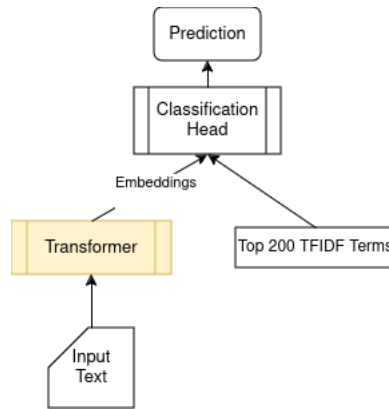 Prediction
Classification
Head
Embeddings
Transformer
Top 200 TFIDF Terms
Input
Text